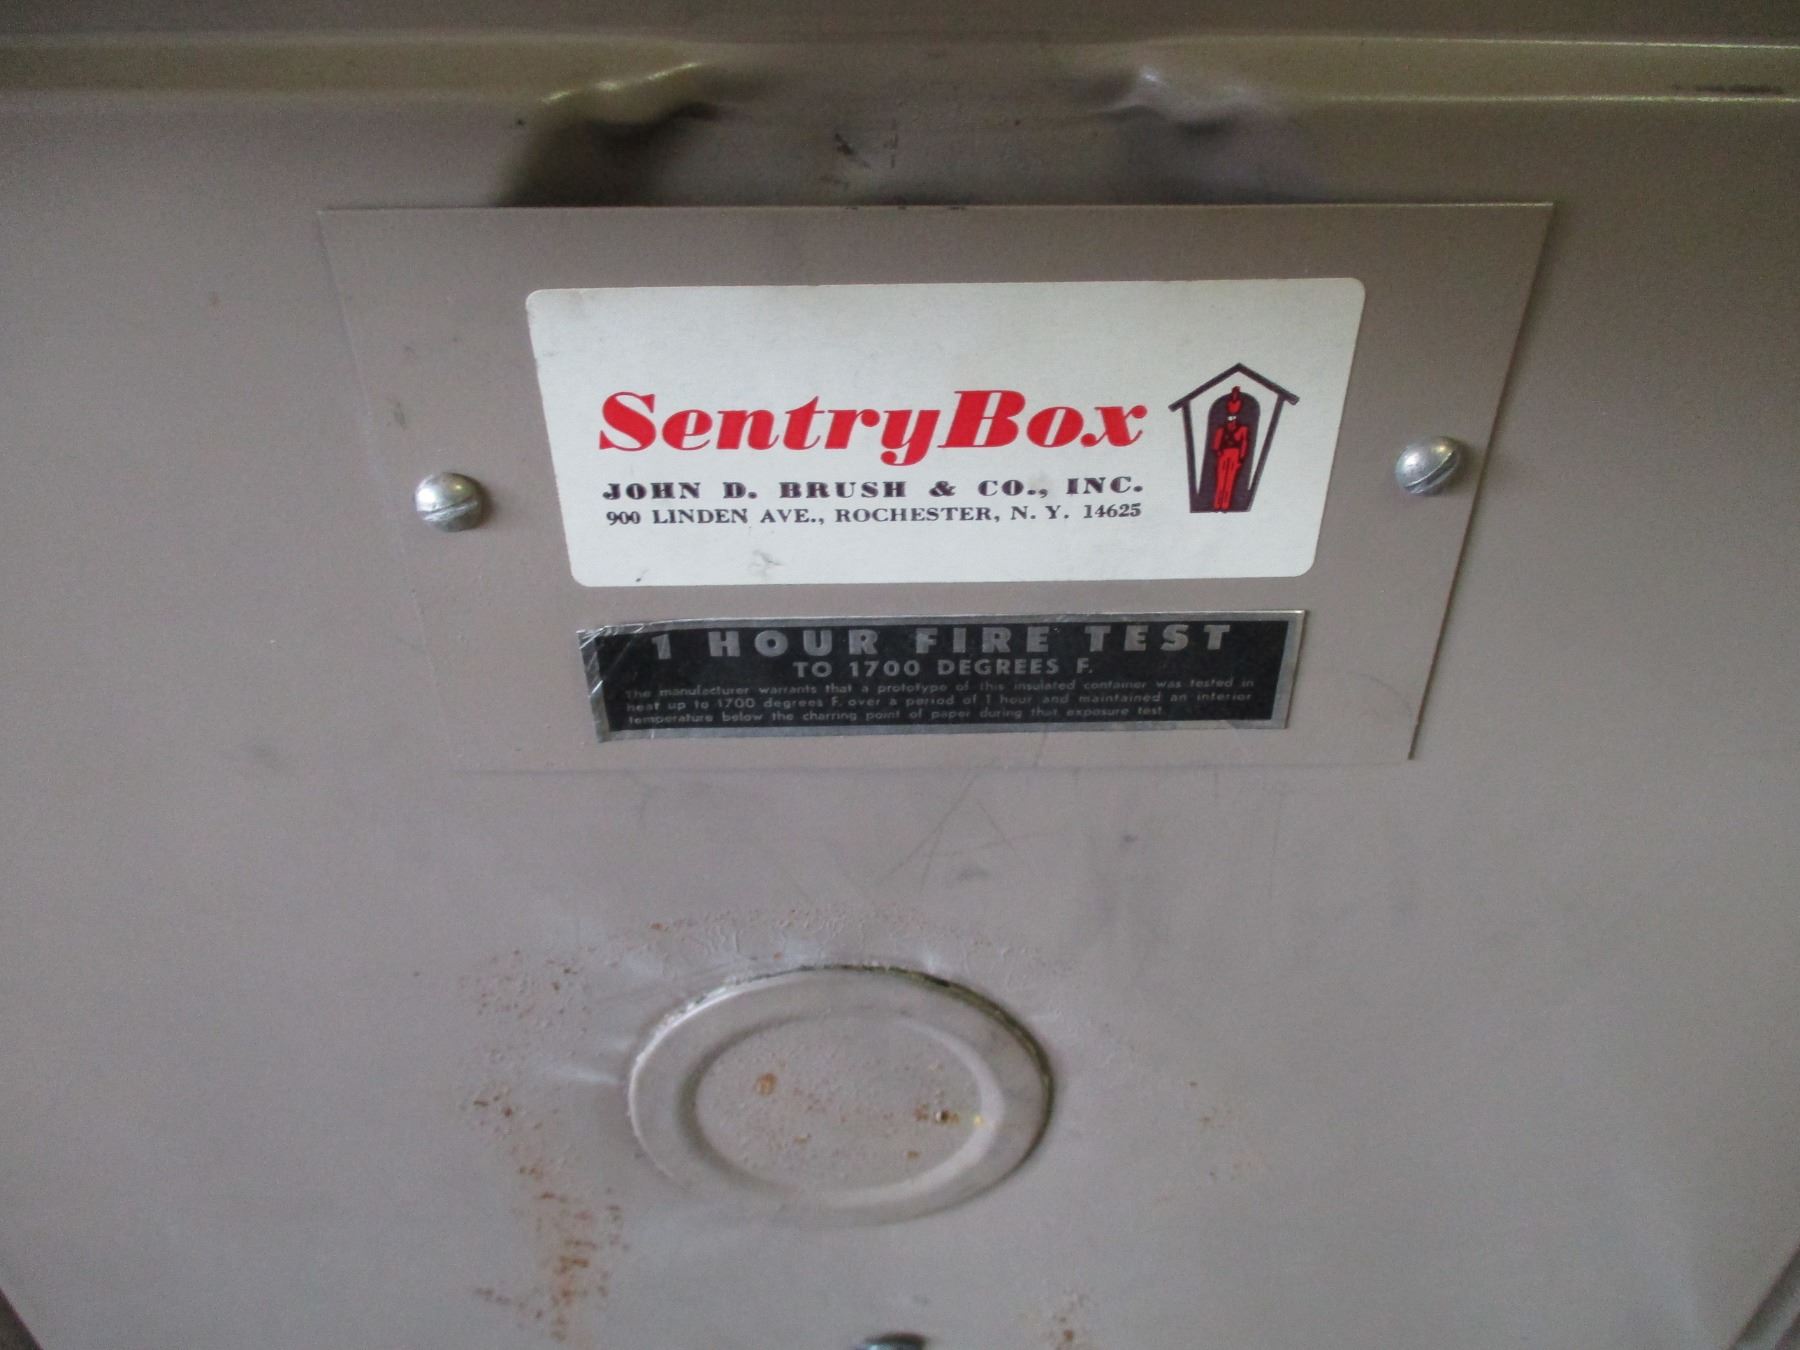 SentryBox
JOHN D. BRUSH & CO., INC.
900 LINDEN AVE., ROCHESTER, N. Y. 14625
1 HOUR FIRE TEST
TO 1700 DEGREES F.
The manufacturer warrants that a prototype of this insulated container was tested in
heat up to 1700 degrees F. over a period of 1 hour and maintained an interior
temperature below the charring point of paper during that exposure test.